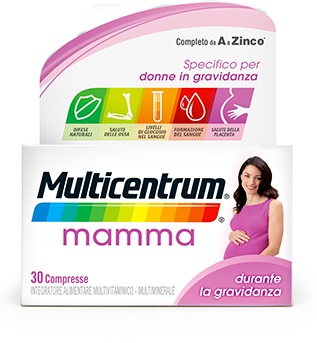 Completo da A a Zinco®
Specifico per
donne in gravidanza
DIFESE
NATURALI
SALUTE
DELLE OSSA
LIVELLI
DI GLUCOSIO
NEL SANGUE
FORMAZIONE
DEL SANGUE
SALUTE DELLA
PLACENTA
Multicentrum®
mamma
30 Compresse
INTEGRATORE ALIMENTARE MULTIVITAMINICO - MULTIMINERALE
durante
la gravidanza